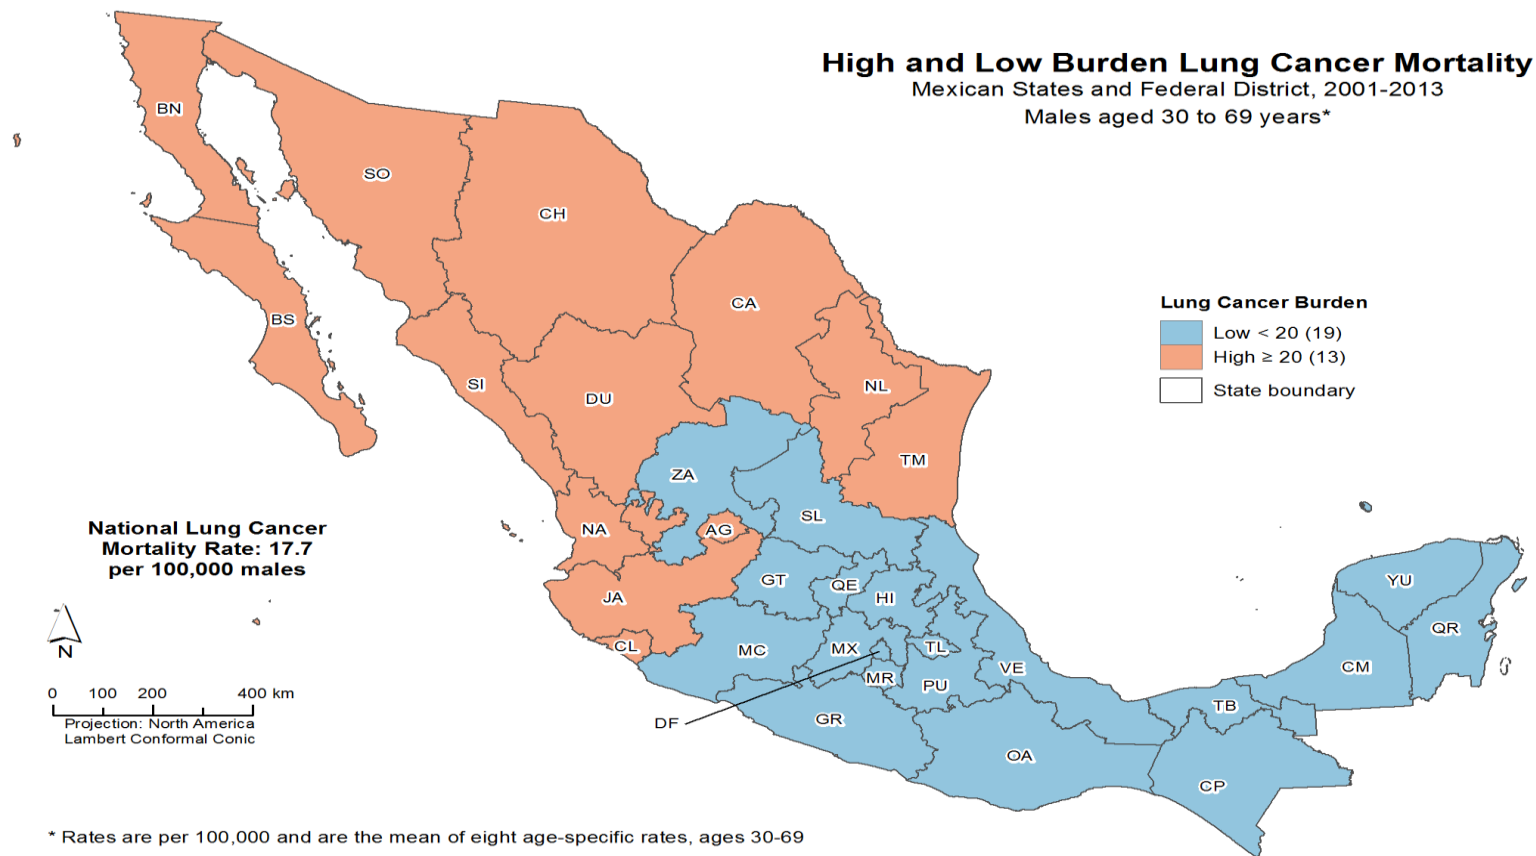 High and Low Burden Lung Cancer Mortality
Mexican States and Federal District, 2001-2013
Males aged 30 to 69 years*
BN
SO
CH
CA
BS
SI
DU
NL
TM
ZA
SL
NA
AG
JA
CL
GT
QE
HI
MC
MX
TL
MR
PU
VE
DF
GR
OA
TB
CP
YU
QR
CM
Lung Cancer Burden
Low < 20 (19)
High ≥ 20 (13)
State boundary
National Lung Cancer
Mortality Rate: 17.7
per 100,000 males
N
0 100 200 400 km
Projection: North America
Lambert Conformal Conic
* Rates are per 100,000 and are the mean of eight age-specific rates, ages 30-69